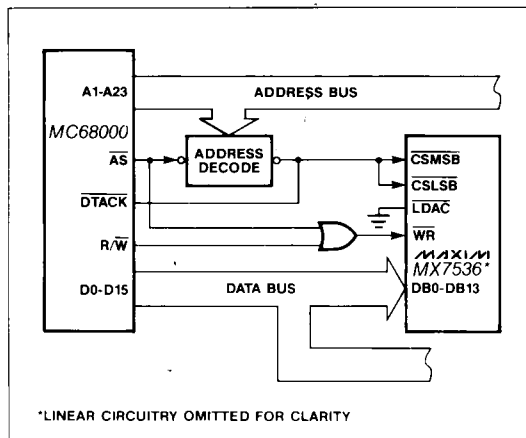 A1-A23
ADDRESS BUS
MC68000
AS
ADDRESS
DECODE
CSMSB
CSLSB
DTACK
LDAC
R/W
WR
MAXIM
MX7536*
D0-D15
DATA BUS
DB0-DB13
*LINEAR CIRCUITRY OMITTED FOR CLARITY